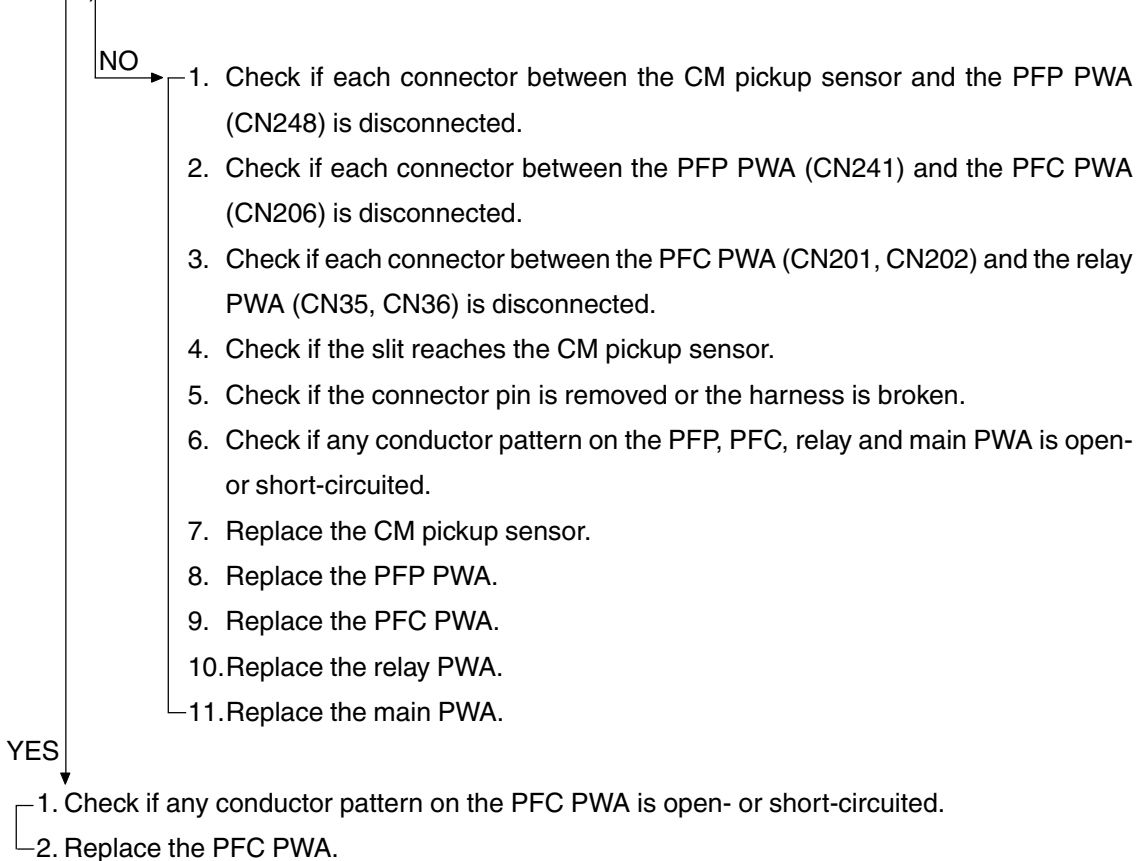 NO
1. Check if each connector between the CM pickup sensor and the PFP PWA
(CN248) is disconnected.
2. Check if each connector between the PFP PWA (CN241) and the PFC PWA
(CN206) is disconnected.
3. Check if each connector between the PFC PWA (CN201, CN202) and the relay
PWA (CN35, CN36) is disconnected.
4. Check if the slit reaches the CM pickup sensor.
5. Check if the connector pin is removed or the harness is broken.
6. Check if any conductor pattern on the PFP, PFC, relay and main PWA is open-
or short-circuited.
7. Replace the CM pickup sensor.
8. Replace the PFP PWA.
9. Replace the PFC PWA.
10.Replace the relay PWA.
11.Replace the main PWA.
YES
1. Check if any conductor pattern on the PFC PWA is open- or short-circuited.
2. Replace the PFC PWA.